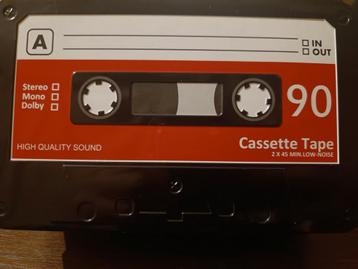 A
IN
OUT
Stereo
Mono
Dolby
90
HIGH QUALITY SOUND
Cassette Tape
2 X 45 MIN.LOW-NOISE